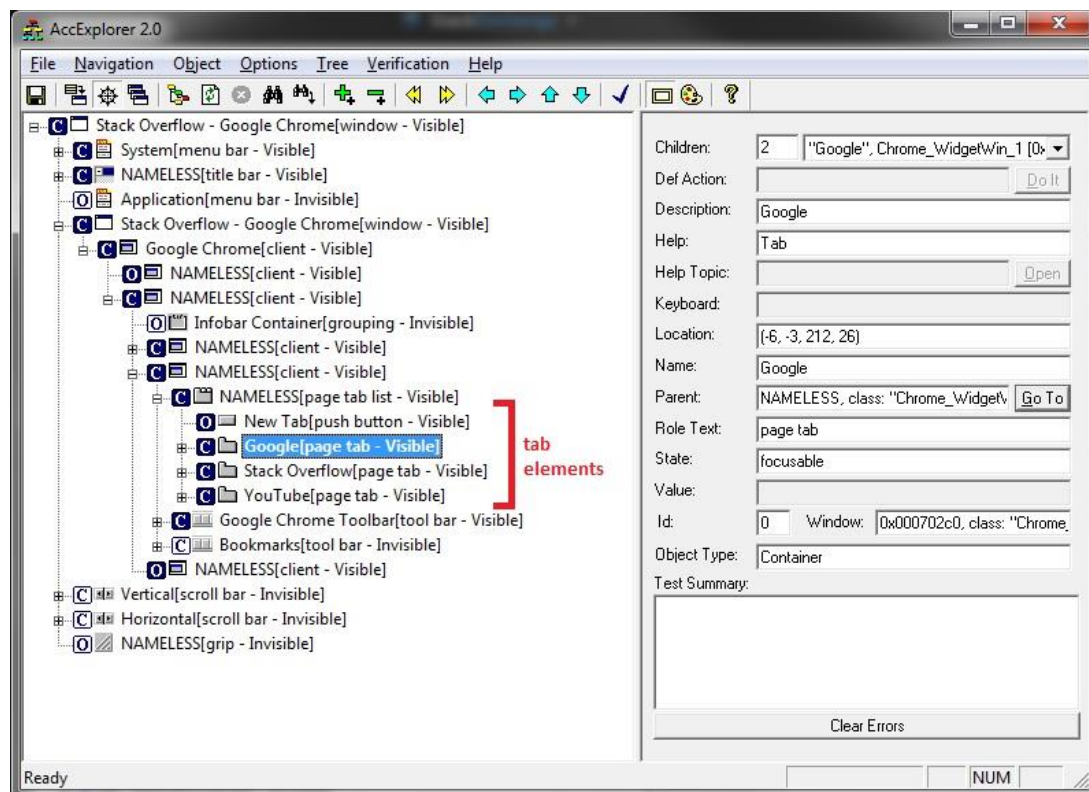 AccExplorer 2.0
File Navigation Object Options Tree Verification Help
Stack Overflow - Google Chrome[window - Visible]
System[menu bar - Visible]
NAMELESS[title bar - Visible]
Application[menu bar - Invisible]
Stack Overflow - Google Chrome[window - Visible]
Google Chrome[client - Visible]
NAMELESS[client - Visible]
NAMELESS[client - Visible]
Infobar Container[grouping - Invisible]
NAMELESS[client - Visible]
NAMELESS[client - Visible]
NAMELESS[page tab list - Visible]
New Tab[push button - Visible]
Google[page tab - Visible]
Stack Overflow[page tab - Visible]
YouTube[page tab - Visible]
tab
elements
Google Chrome Toolbar[tool bar - Visible]
Bookmarks[tool bar - Invisible]
NAMELESS[client - Visible]
Vertical[scroll bar - Invisible]
Horizontal[scroll bar - Invisible]
NAMELESS[grip - Invisible]
Children: 2 "Google", Chrome_WidgetWin_1 [0x
Def Action: Do It
Description: Google
Help: Tab
Help Topic: Open
Keyboard:
Location: (-6, -3, 212, 26)
Name: Google
Parent: NAMELESS, class: "Chrome_Widget Go To
Role Text: page tab
State: focusable
Value:
Id: 0 Window: 0x000702c0, class: "Chrome_
Object Type: Container
Test Summary:
Clear Errors
Ready NUM